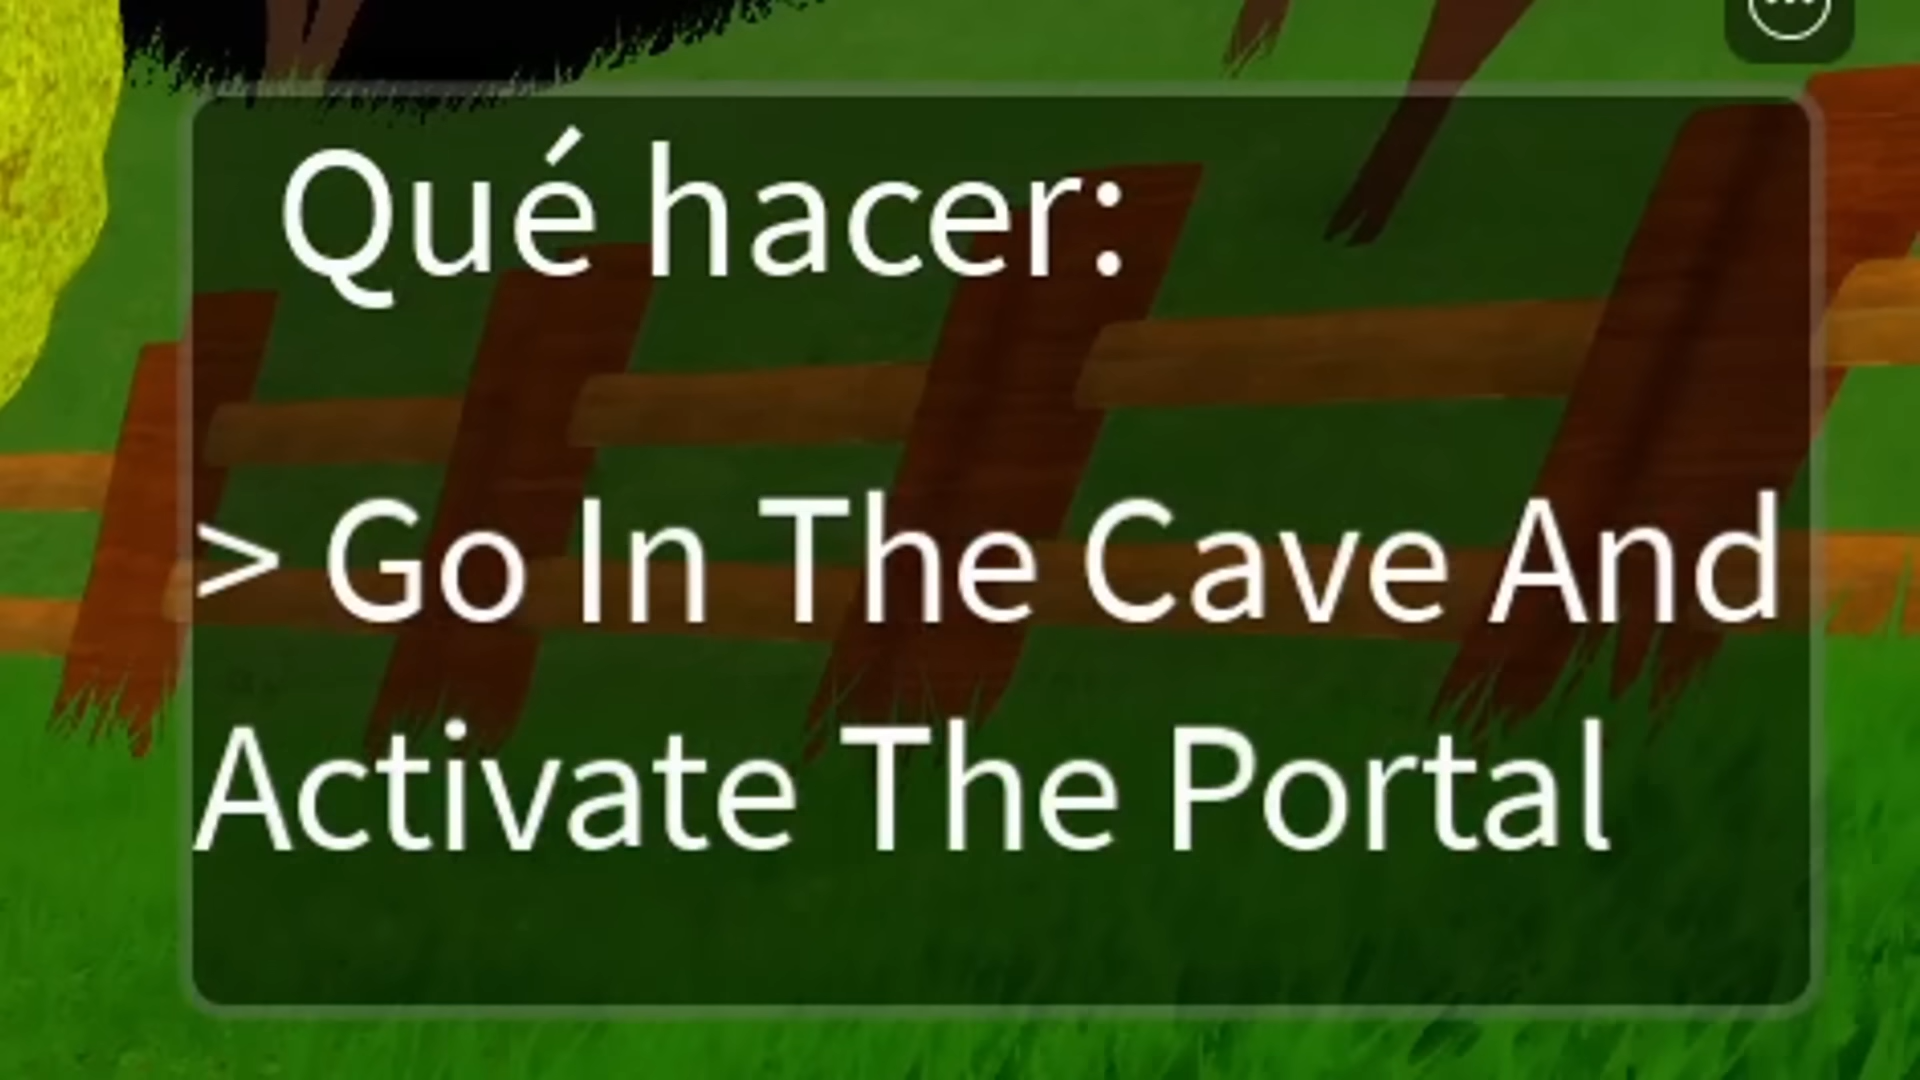 Qué hacer:
> Go In The Cave And
Activate The Portal